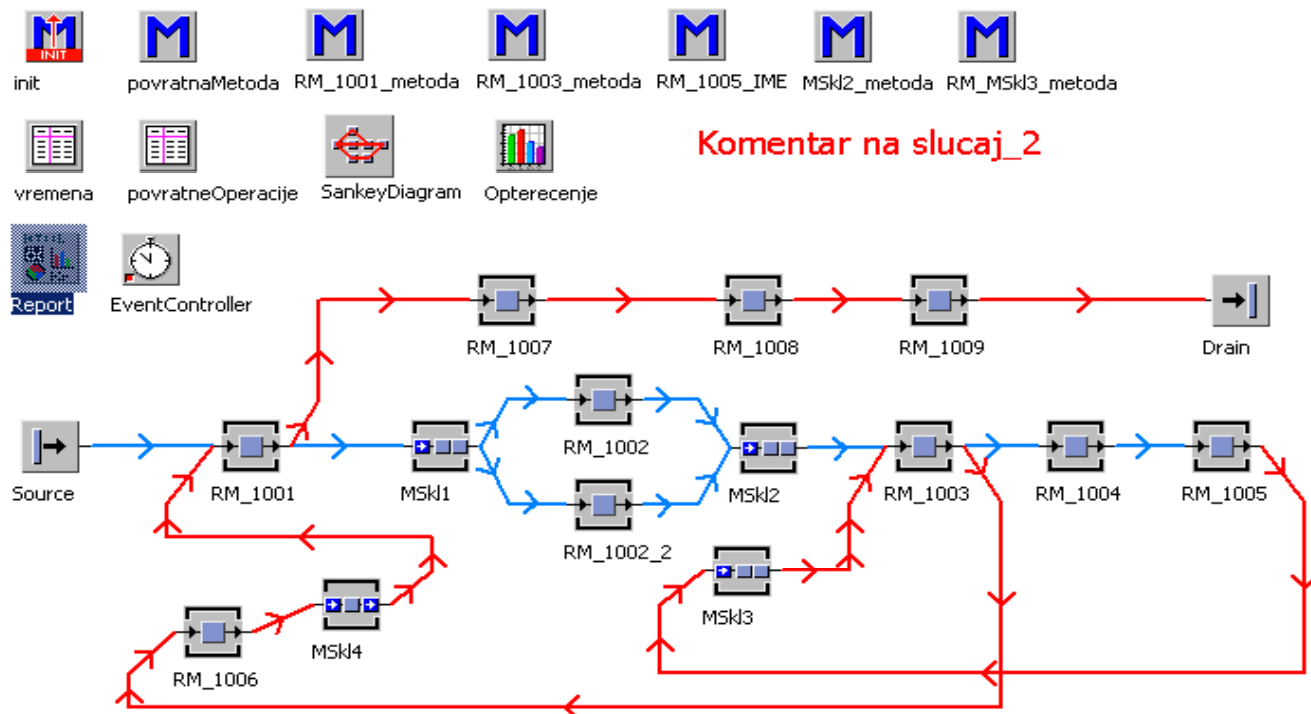 INIT
init
povratnaMetoda
RM_1001_metoda
RM_1003_metoda
RM_1005_IME
MSkl2_metoda
RM_MSkl3_metoda
Komentar na slucaj_2
vremena
povratneOperacije
SankeyDiagram
Opterecenje
Report
EventController
RM_1007
RM_1008
RM_1009
Drain
RM_1002
Source
RM_1001
MSkl1
MSkl2
RM_1003
RM_1004
RM_1005
RM_1002_2
MSkl3
MSkl4
RM_1006